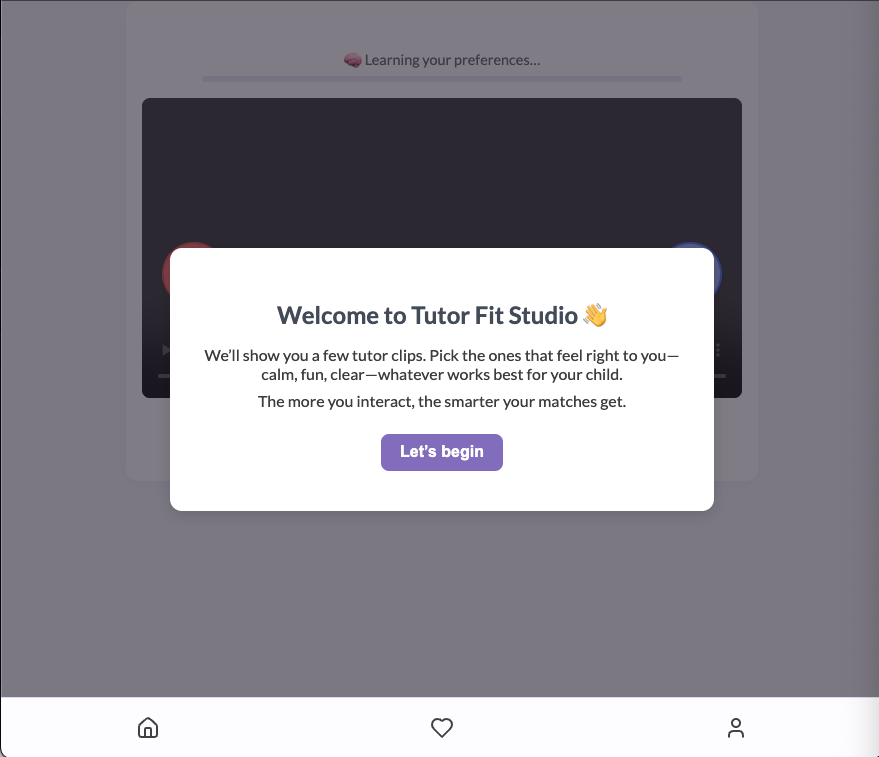 🧠 Learning your preferences...
Welcome to Tutor Fit Studio 👋
We’ll show you a few tutor clips. Pick the ones that feel right to you—
calm, fun, clear—whatever works best for your child.
The more you interact, the smarter your matches get.
Let's begin